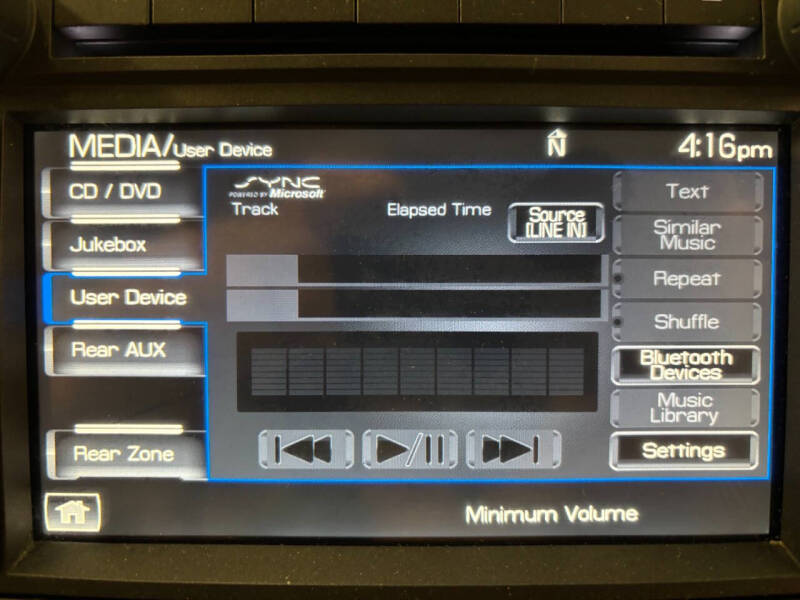 MEDIA/User Device
N
4:16pm
CD / DVD
Jukebox
User Device
Rear AUX
Rear Zone
SYNC
POWERED BY Microsoft
Track
Elapsed Time
Source
[LINE IN]
Text
Similar
Music
Repeat
Shuffle
Bluetooth
Devices
Music
Library
Settings
Minimum Volume